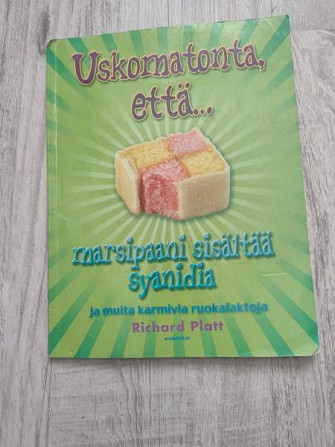 Uskomatonta,
että...
marsipaani sisältää
syanidia
ja muita karmivia ruokafaktoja
Richard Platt